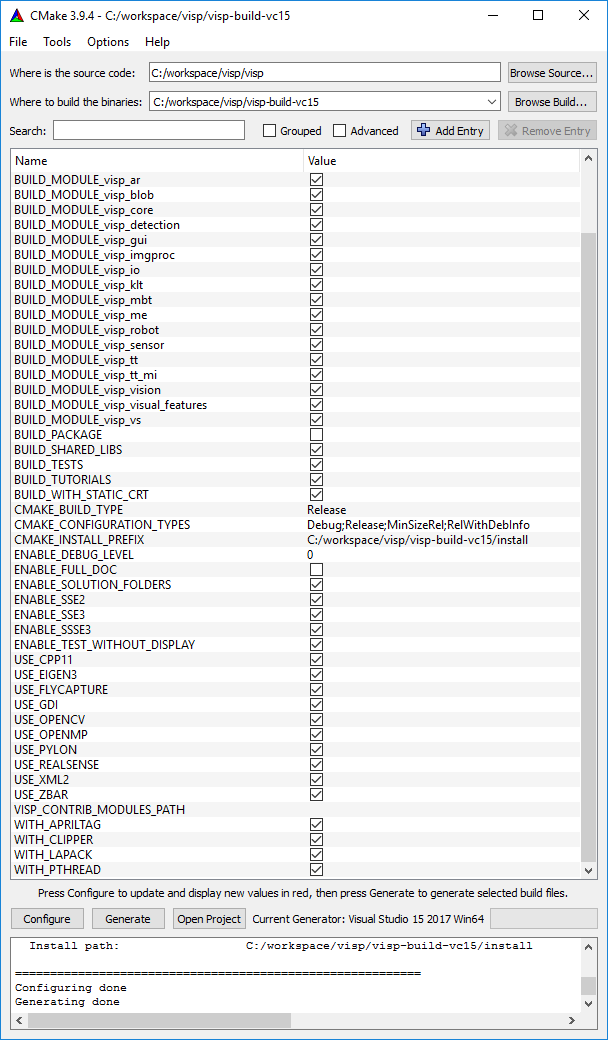 CMake 3.9.4 - C:/workspace/visp/visp-build-vc15
File Tools Options Help
Where is the source code: C:/workspace/visp/visp Browse Source...
Where to build the binaries: C:/workspace/visp/visp-build-vc15 Browse Build...
Search: Grouped Advanced Add Entry Remove Entry
Name Value
BUILD_MODULE_visp_ar
BUILD_MODULE_visp_blob
BUILD_MODULE_visp_core
BUILD_MODULE_visp_detection
BUILD_MODULE_visp_gui
BUILD_MODULE_visp_imgproc
BUILD_MODULE_visp_io
BUILD_MODULE_visp_klt
BUILD_MODULE_visp_mbt
BUILD_MODULE_visp_me
BUILD_MODULE_visp_robot
BUILD_MODULE_visp_sensor
BUILD_MODULE_visp_tt
BUILD_MODULE_visp_tt_mi
BUILD_MODULE_visp_vision
BUILD_MODULE_visp_visual_features
BUILD_MODULE_visp_vs
BUILD_PACKAGE
BUILD_SHARED_LIBS
BUILD_TESTS
BUILD_TUTORIALS
BUILD_WITH_STATIC_CRT
CMAKE_BUILD_TYPE Release
CMAKE_CONFIGURATION_TYPES Debug;Release;MinSizeRel;RelWithDebInfo
CMAKE_INSTALL_PREFIX C:/workspace/visp/visp-build-vc15/install
ENABLE_DEBUG_LEVEL 0
ENABLE_FULL_DOC
ENABLE_SOLUTION_FOLDERS
ENABLE_SSE2
ENABLE_SSE3
ENABLE_SSSE3
ENABLE_TEST_WITHOUT_DISPLAY
USE_CPP11
USE_EIGEN3
USE_FLYCAPTURE
USE_GDI
USE_OPENCV
USE_OPENMP
USE_PYLON
USE_REALSENSE
USE_XML2
USE_ZBAR
VISP_CONTRIB_MODULES_PATH
WITH_APRILTAG
WITH_CLIPPER
WITH_LAPACK
WITH_PTHREAD
Press Configure to update and display new values in red, then press Generate to generate selected build files.
Configure Generate Open Project Current Generator: Visual Studio 15 2017 Win64
Install path: C:/workspace/visp/visp-build-vc15/install
==========================================================
Configuring done
Generating done